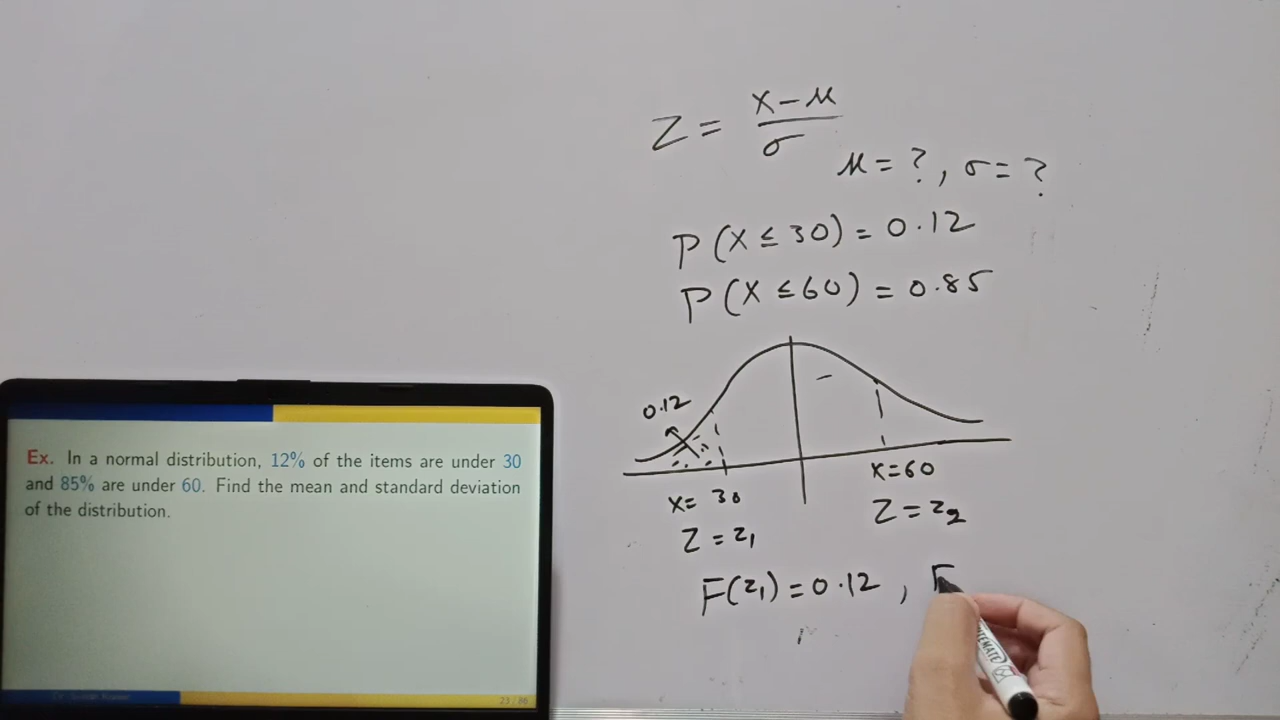 Z = x - μ / σ
μ = ?, σ = ?
P(X ≤ 30) = 0.12
P(X ≤ 60) = 0.85
0.12
x = 30
x = 60
Z = z₁
Z = z₂
F(z₁) = 0.12 , F
Ex. In a normal distribution, 12% of the items are under 30
and 85% are under 60. Find the mean and standard deviation
of the distribution.